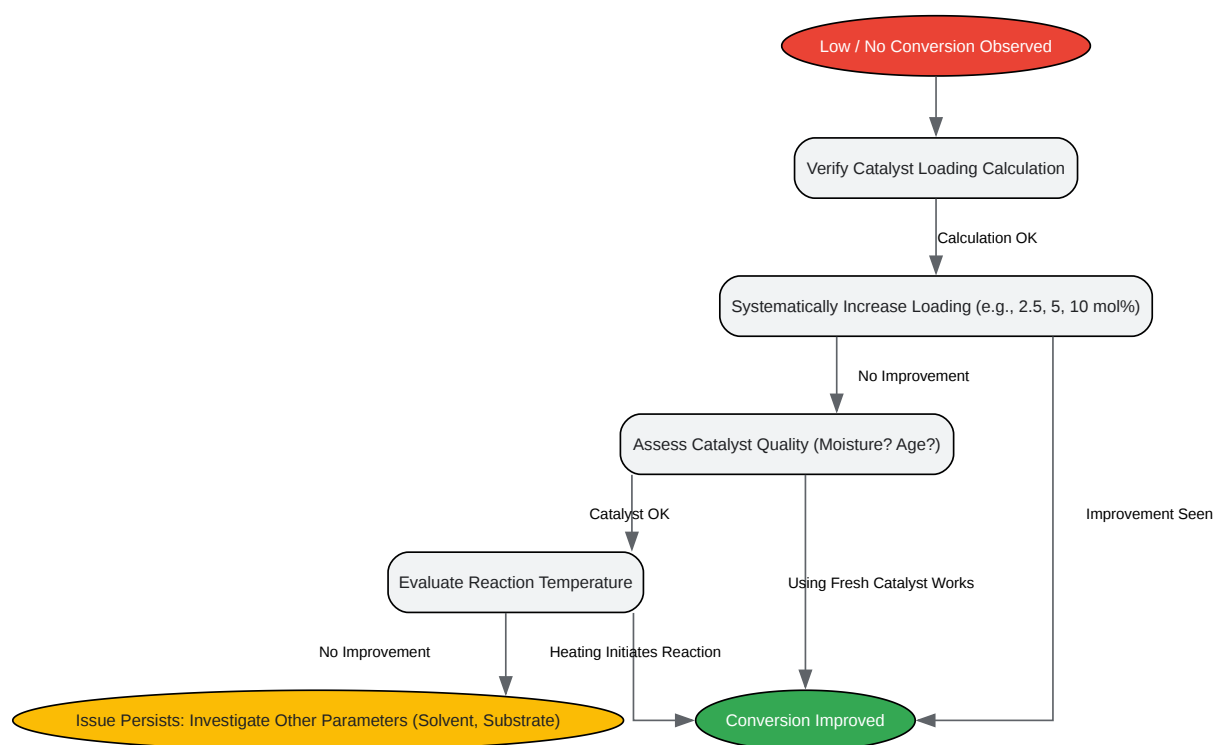 Low / No Conversion Observed
Verify Catalyst Loading Calculation
Calculation OK
Systematically Increase Loading (e.g., 2.5, 5, 10 mol%)
No Improvement
Assess Catalyst Quality (Moisture? Age?)
Catalyst OK
Improvement Seen
Evaluate Reaction Temperature
Using Fresh Catalyst Works
No Improvement
Heating Initiates Reaction
Issue Persists: Investigate Other Parameters (Solvent, Substrate)
Conversion Improved